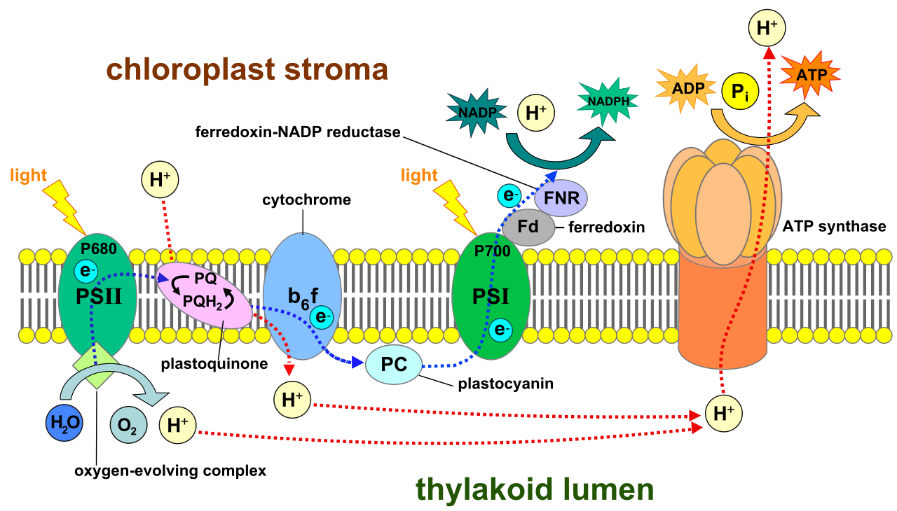 H⁺
chloroplast stroma
ADP
Pᵢ
ATP
NADP
H⁺
NADPH
ferredoxin-NADP reductase
light
H⁺
cytochrome
light
e-
FNR
Fd
ferredoxin
ATP synthase
P680
e-
PSII
PQ
PQH₂
b₆f
e-
P700
PSI
e-
plastoquinone
PC
plastocyanin
H₂O
O₂
H⁺
H⁺
H⁺
oxygen-evolving complex
thylakoid lumen